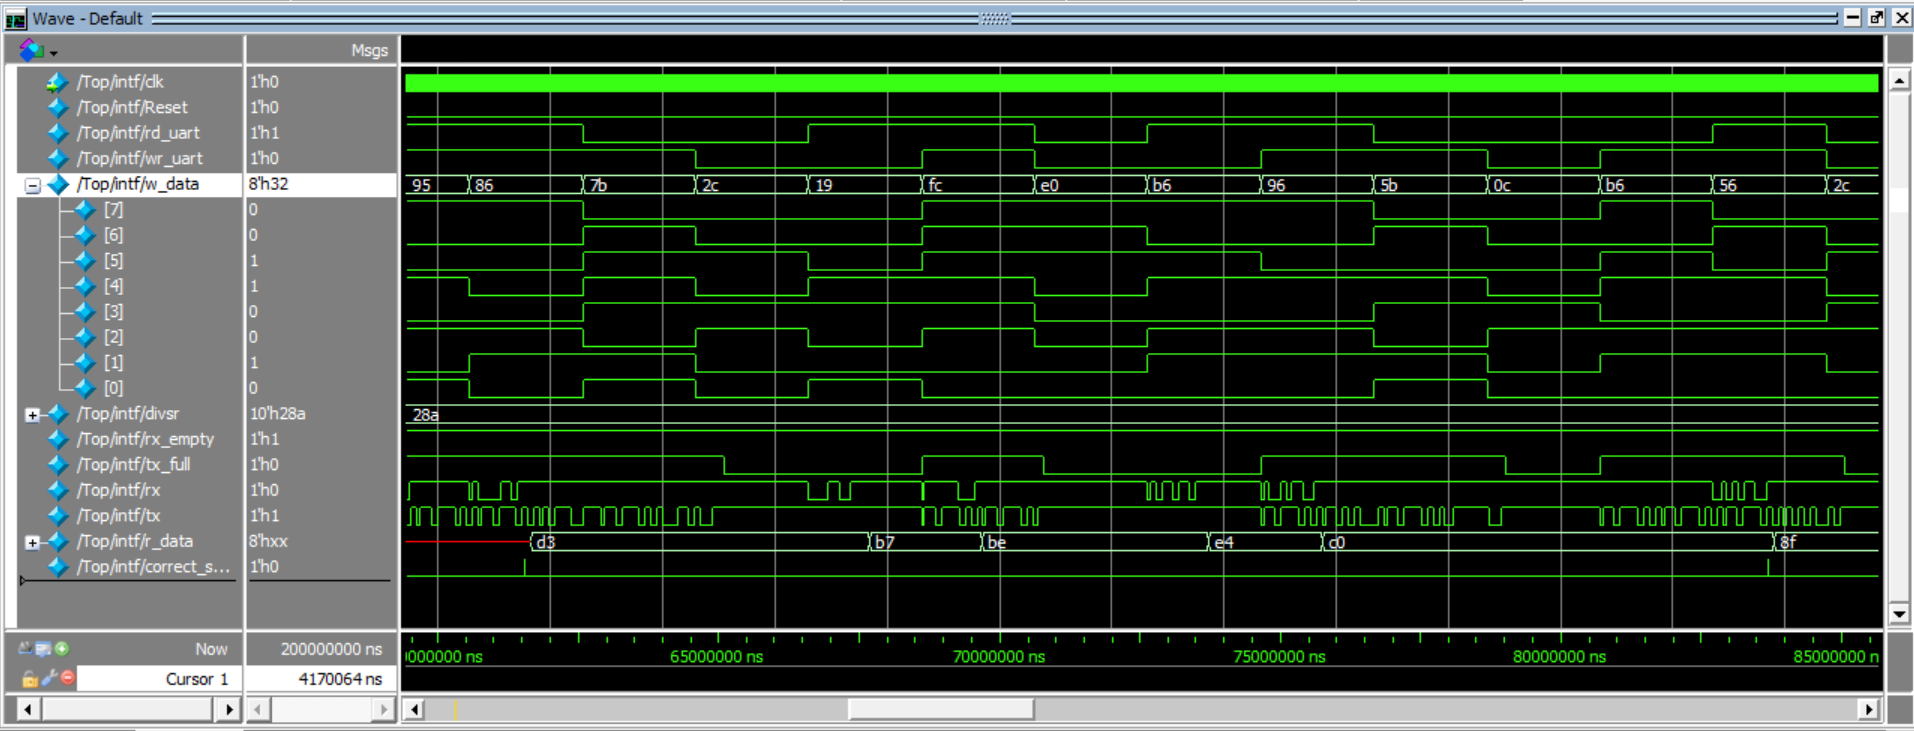 Wave - Default
Msgs
/Top/intf/clk 1'h0
/Top/intf/Reset 1'h0
/Top/intf/rd_uart 1'h1
/Top/intf/wr_uart 1'h0
/Top/intf/w_data 8'h32 95 86 7b 2c 19 fc e0 b6 96 5b 0c b6 56 2c
[7] 0
[6] 0
[5] 1
[4] 1
[3] 0
[2] 0
[1] 1
[0] 0
/Top/intf/divsr 10'h28a 28a
/Top/intf/rx_empty 1'h1
/Top/intf/tx_full 1'h0
/Top/intf/rx 1'h0
/Top/intf/tx 1'h1
/Top/intf/r_data 8'hxx d3 b7 be e4 c0 8f
/Top/intf/correct_s... 1'h0
Now 200000000 ns 0000000 ns 65000000 ns 70000000 ns 75000000 ns 80000000 ns 85000000 n
Cursor 1 4170064 ns